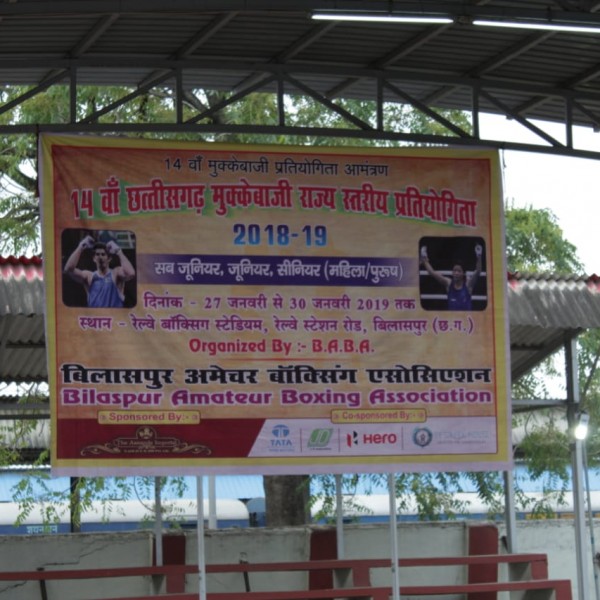 14 वाँ मुक्केबाजी प्रतियोगिता आमंत्रण
14 वाँ छत्तीसगढ़ मुक्केबाजी राज्य स्तरीय प्रतियोगिता
2018-19
सब जूनियर, जूनियर, सीनियर (महिला/पुरूष)
दिनांक - 27 जनवरी से 30 जनवरी 2019 तक
स्थान - रेल्वे बॉक्सिग स्टेडियम, रेल्वे स्टेशन रोड, बिलासपुर (छ.ग.)
Organized By :- B.A.B.A.
बिलासपुर अमेचर बॉक्सिंग एसोसिएशन
Bilaspur Amateur Boxing Association
Sponsored By:-
Co-sponsored By:-
TATA
Hero